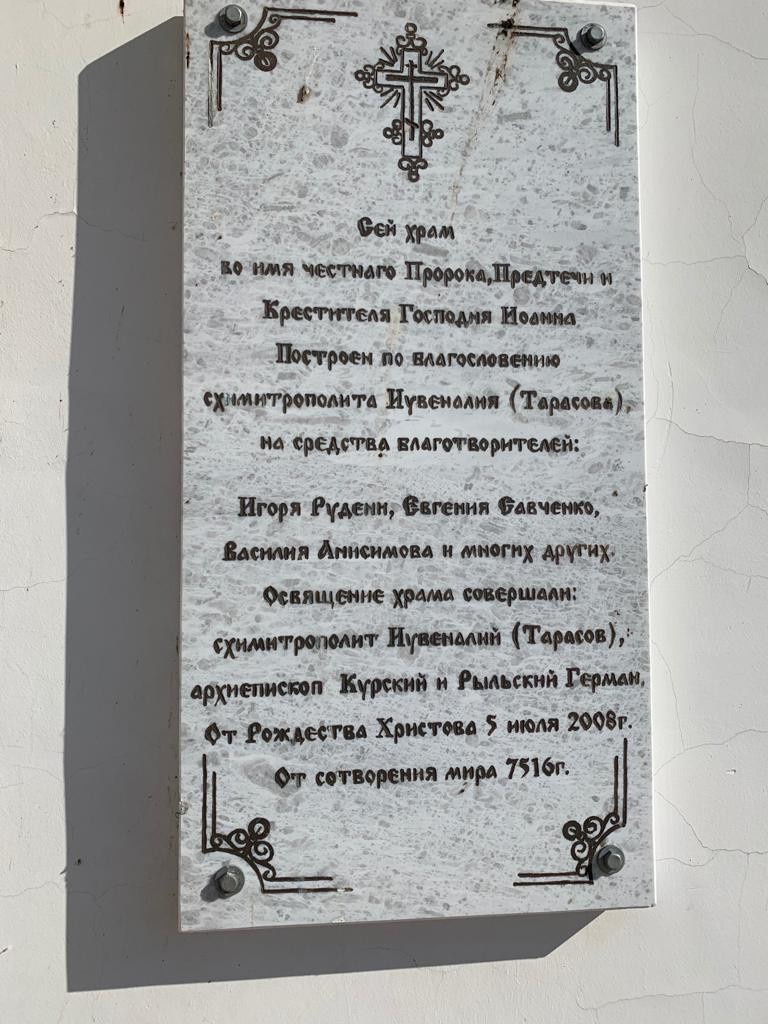 Сей храм
во имя честнаго Пророка, Предтечи и
Крестителя Господня Иоанна
Построен по благословению
схимитрополита Иувеналия (Тарасова),
на средства благотворителей:
Игоря Рудени, Евгения Савченко,
Василия Анисимова и многих других.
Освящение храма совершали:
схимитрополит Иувеналий (Тарасов),
архиепископ Курский и Рыльский Герман,
От Рождества Христова 5 июля 2008г.
От сотворения мира 7516г.